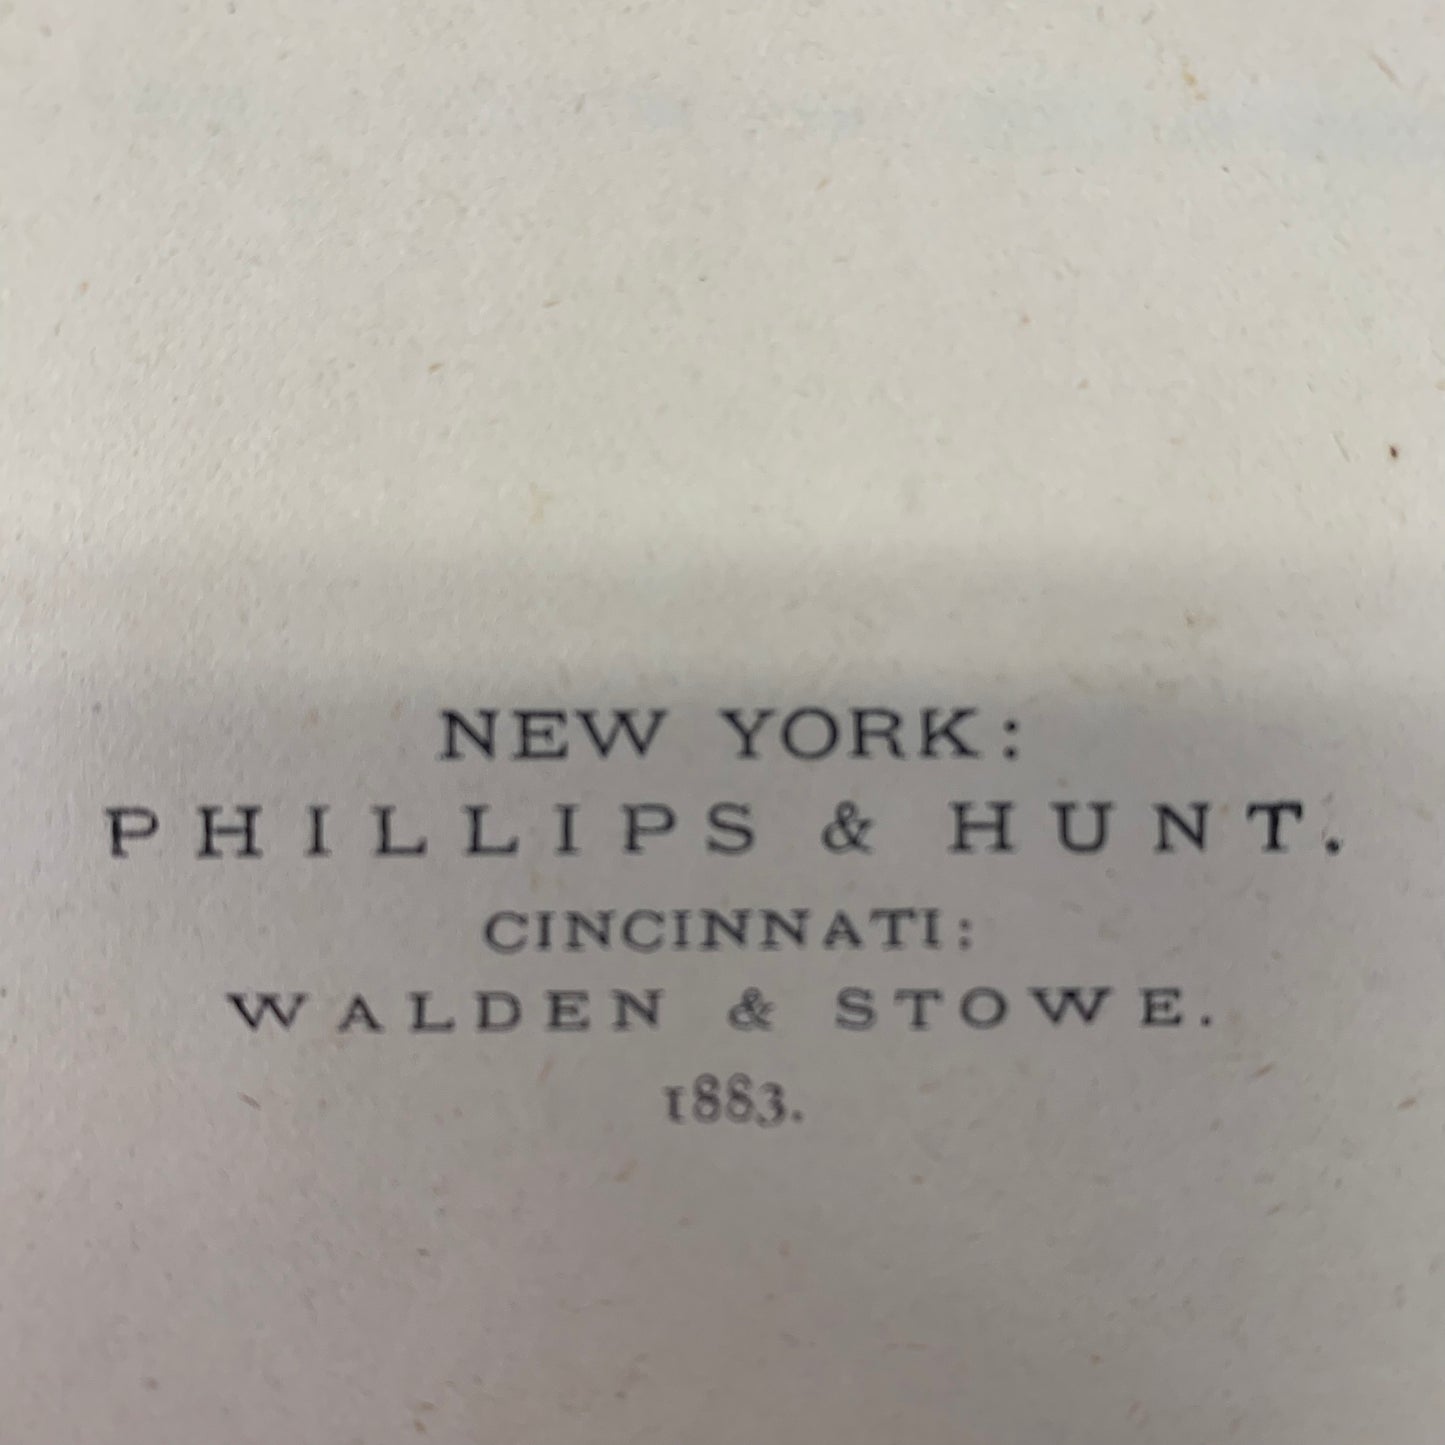 NEW YORK:
PHILLIPS & HUNT.
CINCINNATI:
WALDEN & STOWE.
1883.